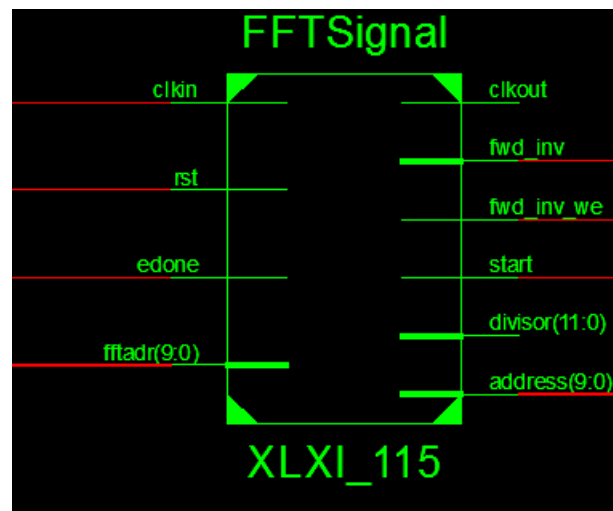 FFTSignal
clkin
clkout
fwd_inv
rst
fwd_inv_we
edone
start
divisor(11:0)
fftadr(9:0)
address(9:0)
XLXI_115